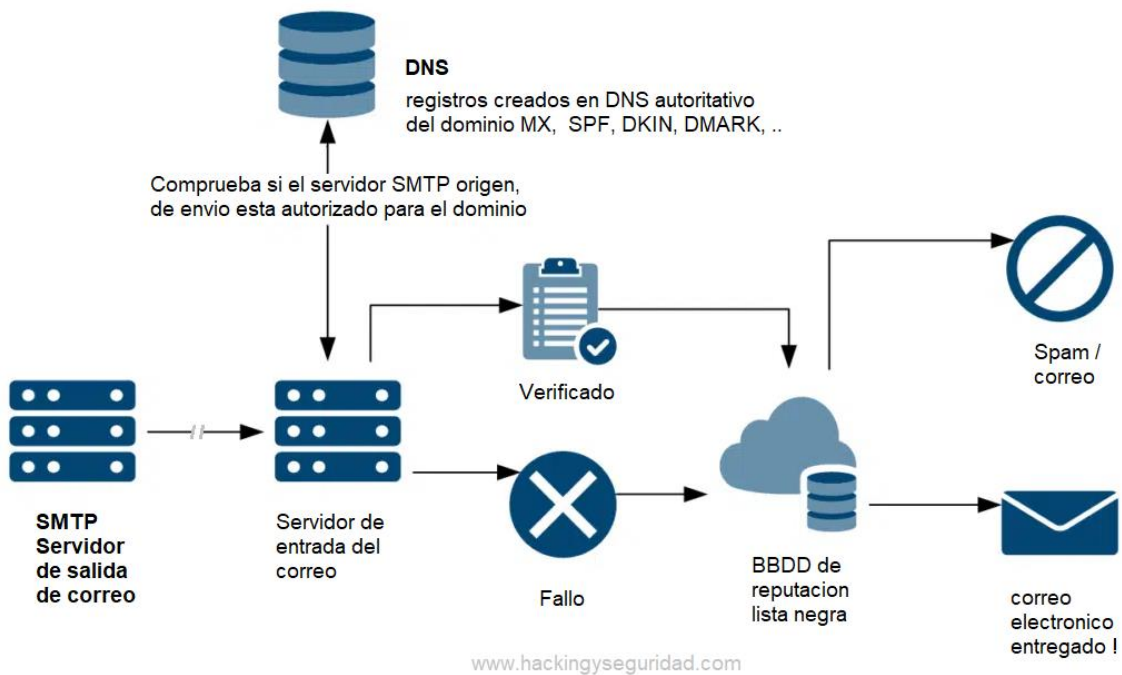 DNS
registros creados en DNS autoritativo
del dominio MX, SPF, DKIN, DMARK, ..
Comprueba si el servidor SMTP origen,
de envio esta autorizado para el dominio
Verificado
Spam /
correo
SMTP
Servidor
de salida
de correo
Servidor de
entrada del
correo
Fallo
BBDD de
reputacion
lista negra
correo
electronico
entregado !
www.hackingyseguridad.com